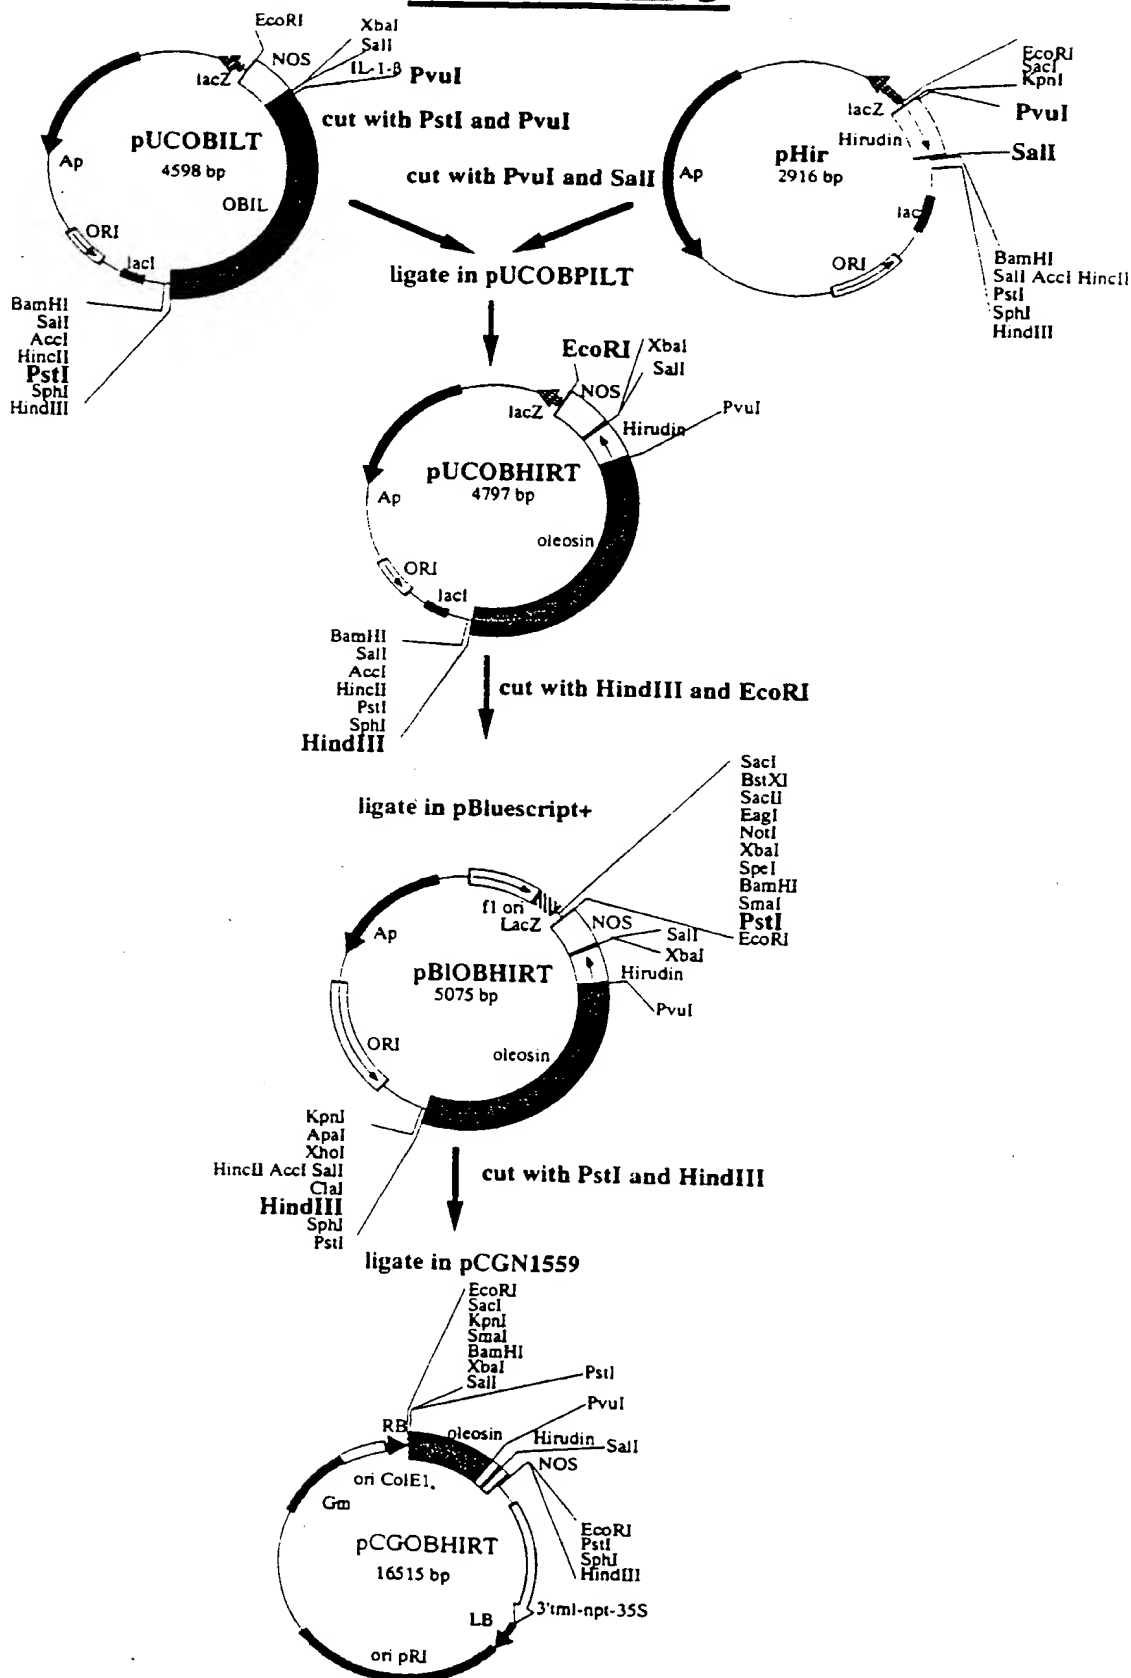 EcoRI
XbaI
SalI
IL-1-β
PvuI
NOS
lacZ
pUCOBILT
4598 bp
Ap
OBIL
ORI
lacI
BamHI
SalI
AccI
HincII
PstI
SphI
HindIII
cut with PstI and PvuI
cut with PvuI and SalI
EcoRI
SacI
KpnI
PvuI
SalI
lacZ
Hirudin
pHir
2916 bp
Ap
lac
ORI
BamHI
SalI AccI HincII
PstI
SphI
HindIII
ligate in pUCOBPILT
EcoRI
XbaI
SalI
NOS
lacZ
Hirudin
PvuI
pUCOBHIRT
4797 bp
Ap
oleosin
ORI
lacI
BamHI
SalI
AccI
HincII
PstI
SphI
HindIII
cut with HindIII and EcoRI
ligate in pBluescript+
SacI
BstXI
SacII
EagI
NotI
XbaI
SpeI
BamHI
SmaI
PstI
EcoRI
f1 ori
LacZ
NOS
SalI
XbaI
Ap
Hirudin
PvuI
pBIOBHIRT
5075 bp
ORI
oleosin
KpnI
ApaI
XhoI
HincII AccI SalI
ClaI
HindIII
SphI
PstI
cut with PstI and HindIII
ligate in pCGN1559
EcoRI
SacI
KpnI
SmaI
BamHI
XbaI
SalI
PstI
PvuI
RB
oleosin
Hirudin
SalI
NOS
ori ColE1.
Gm
EcoRI
PstI
SphI
HindIII
pCGOBHIRT
16515 bp
3'tml-npt-35S
LB
ori pRI